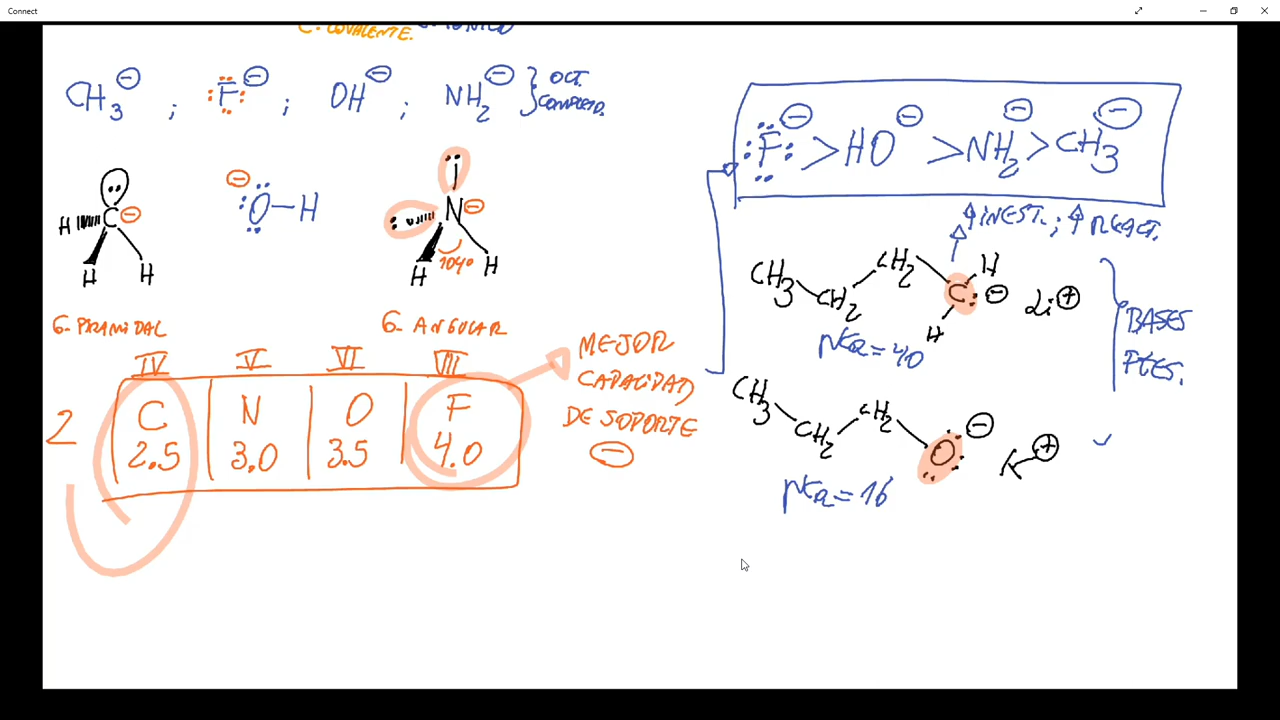 Connect
C. COVALENTE.
CH3⊖ ; :F:⊖ ; OH⊖ ; NH2⊖ } OCT. COMPLETO.
:F:⊖ > HO⊖ > NH2⊖ > CH3⊖
↑INEST. ; ↑REACT.
H C ⊖ H H
⊖ :O–H
N ⊖ 104° H H
G. PIRAMIDAL
G. ANGULAR
CH3 CH2 CH2 C H H :⊖ Li⊕
pKa=40
BASES
FTES.
MEJOR
CAPACIDAD
DE SOPORTE
⊖
IV V VI VII
2 C N O F
2.5 3.0 3.5 4.0
CH3 CH2 CH2 O ⊖ K⊕
pKa=16